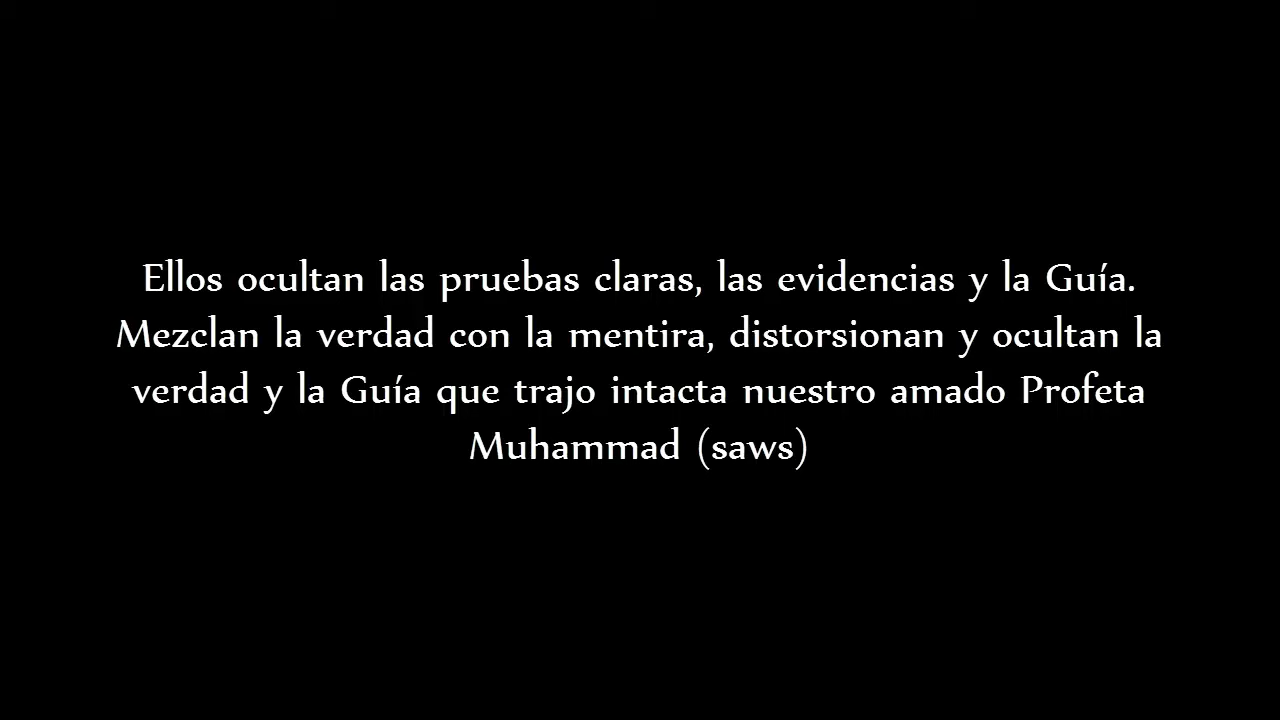 Ellos ocultan las pruebas claras, las evidencias y la Guía.
Mezclan la verdad con la mentira, distorsionan y ocultan la
verdad y la Guía que trajo intacta nuestro amado Profeta
Muhammad (saws)